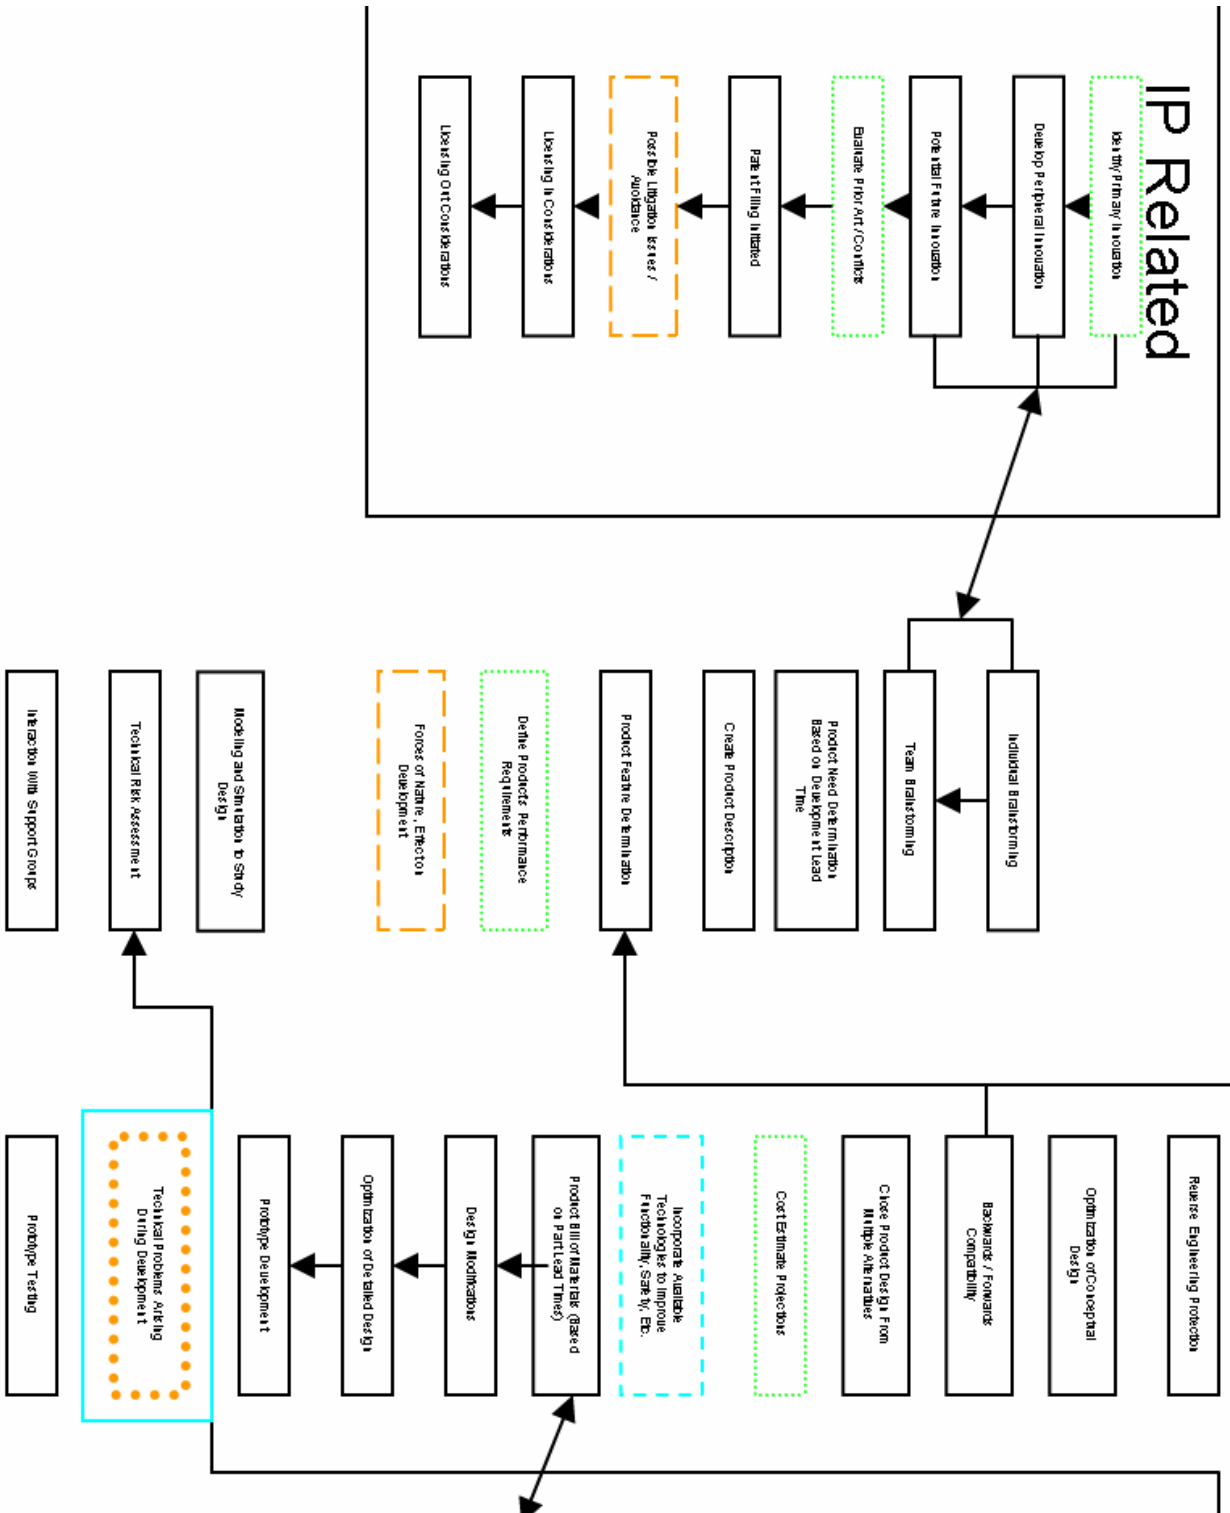 IP Related
Identify Primary Innovation
Develop Peripheral Innovation
Potential Future Innovation
Evaluate Prior Art / Conflicts
Patent Filing Initiated
Possible Litigation Issues /
Avoidance
Licensing In Considerations
Licensing Out Considerations
Individual Brainstorming
Team Brainstorming
Product Need Determination
Based on Development Lead
Time
Create Product Description
Product Feature Determination
Define Products Performance
Requirements
Forces of Nature, Effect on
Development
Modeling and Simulation to Study
Design
Technical Risk Assessment
Interaction With Support Groups
Reverse Engineering Protection
Optimization of Conceptual
Design
Backwards / Forwards
Compatibility
Chose Product Design From
Multiple Alternatives
Cost Estimate Projections
Incorporate Available
Technologies to Improve
Functionality, Safety, Etc.
Product Bill of Materials (Based
on Part Lead Times)
Design Modifications
Optimization of Detailed Design
Prototype Development
Technical Problems Arising
During Development
Prototype Testing